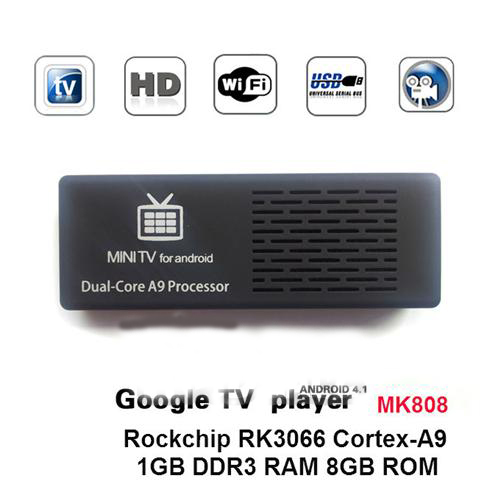 tv
HD
WiFi
USB
UNIVERSAL SERIAL BUS
MINI TV for android
Dual-Core A9 Processor
ANDROID 4.1
Google TV player MK808
Rockchip RK3066 Cortex-A9
1GB DDR3 RAM 8GB ROM